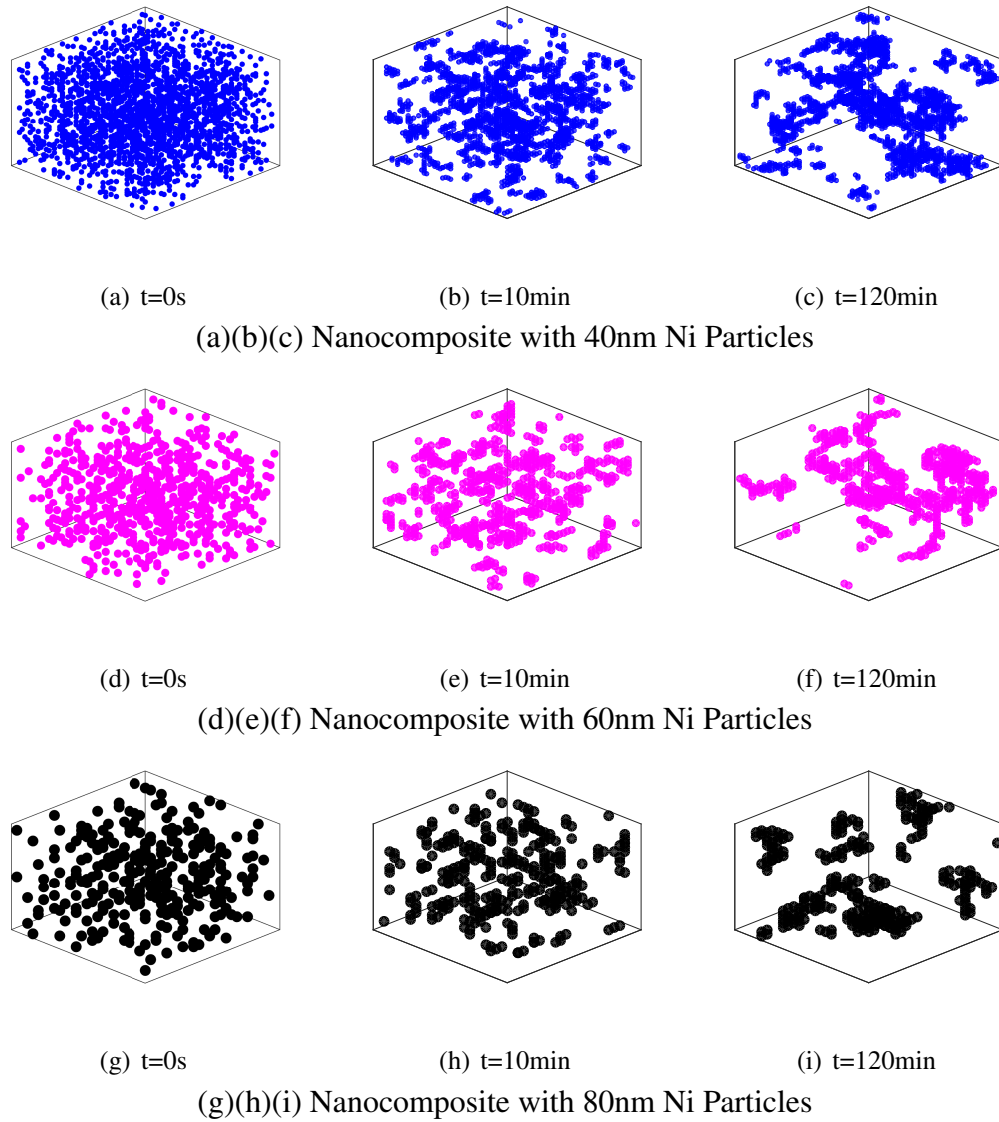 (a) t=0s
(b) t=10min
(c) t=120min
(a)(b)(c) Nanocomposite with 40nm Ni Particles
(d) t=0s
(e) t=10min
(f) t=120min
(d)(e)(f) Nanocomposite with 60nm Ni Particles
(g) t=0s
(h) t=10min
(i) t=120min
(g)(h)(i) Nanocomposite with 80nm Ni Particles